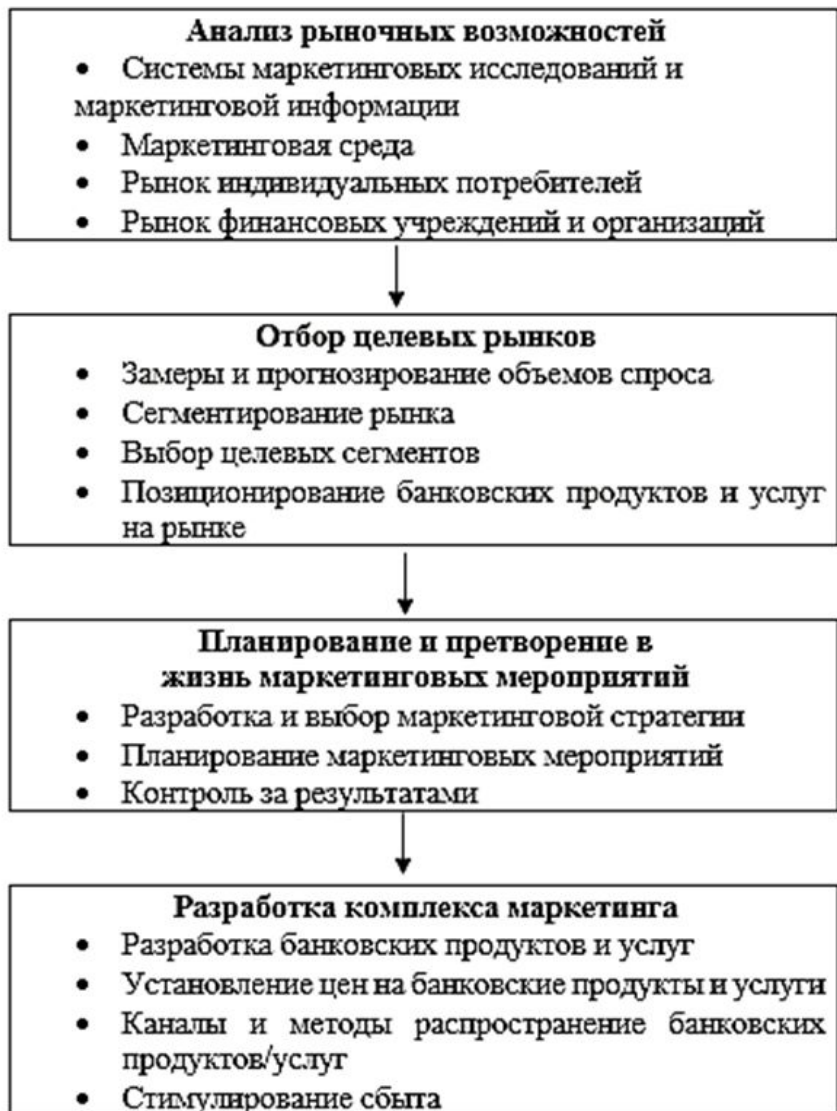 Анализ рыночных возможностей
• Системы маркетинговых исследований и
маркетинговой информации
• Маркетинговая среда
• Рынок индивидуальных потребителей
• Рынок финансовых учреждений и организаций
Отбор целевых рынков
• Замеры и прогнозирование объемов спроса
• Сегментирование рынка
• Выбор целевых сегментов
• Позиционирование банковских продуктов и услуг
на рынке
Планирование и претворение в
жизнь маркетинговых мероприятий
• Разработка и выбор маркетинговой стратегии
• Планирование маркетинговых мероприятий
• Контроль за результатами
Разработка комплекса маркетинга
• Разработка банковских продуктов и услуг
• Установление цен на банковские продукты и услуги
• Каналы и методы распространение банковских
продуктов/услуг
• Стимулирование сбыта